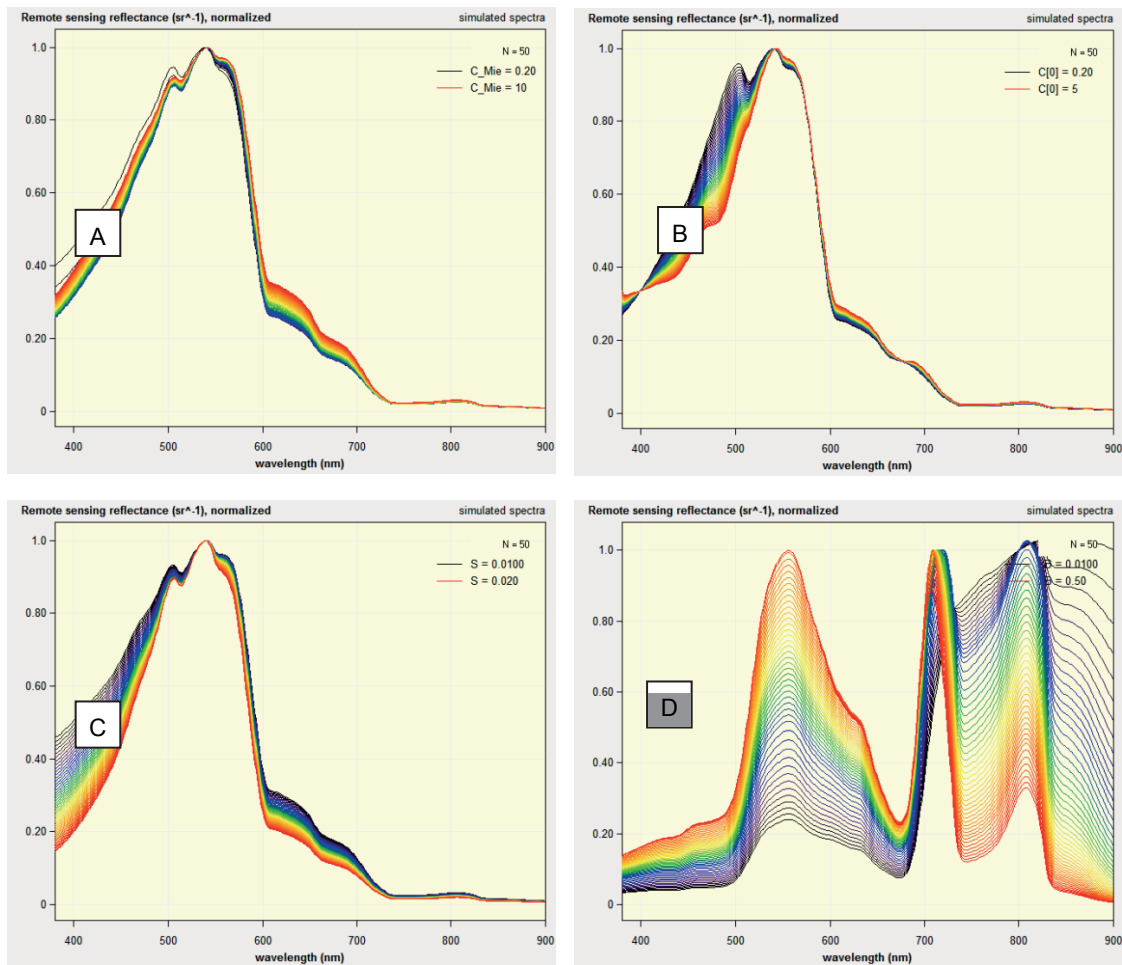 Remote sensing reflectance (sr^-1), normalized simulated spectra
N = 50
C_Mie = 0.20
C_Mie = 10
1.0
0.80
0.60
0.40
0.20
0
A
400 500 600 700 800 900
wavelength (nm)
Remote sensing reflectance (sr^-1), normalized simulated spectra
N = 50
C[0] = 0.20
C[0] = 5
1.0
0.80
0.60
0.40
0.20
0
B
400 500 600 700 800 900
wavelength (nm)
Remote sensing reflectance (sr^-1), normalized simulated spectra
N = 50
S = 0.0100
S = 0.020
1.0
0.80
0.60
0.40
0.20
0
C
400 500 600 700 800 900
wavelength (nm)
Remote sensing reflectance (sr^-1), normalized simulated spectra
N = 50
= 0.0100
= 0.50
1.0
0.80
0.60
0.40
0.20
0
D
400 500 600 700 800 900
wavelength (nm)